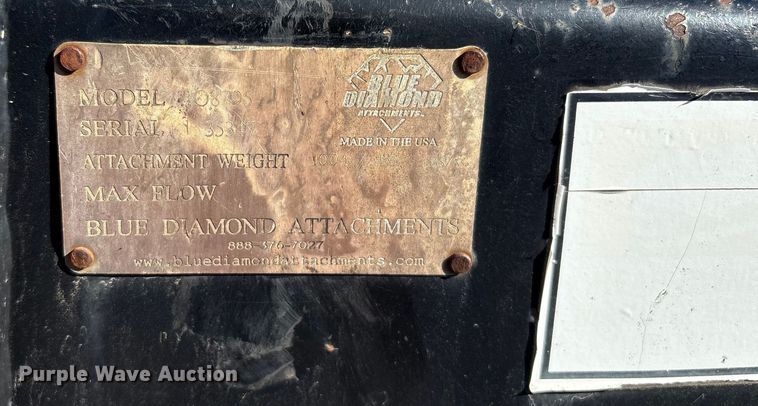 BLUE
DIAMOND
ATTACHMENTS
MADE IN THE USA
MODEL
SERIAL
ATTACHMENT WEIGHT
MAX FLOW
BLUE DIAMOND ATTACHMENTS
888-376-7027
www.bluediamondattachments.com
Purple Wave Auction